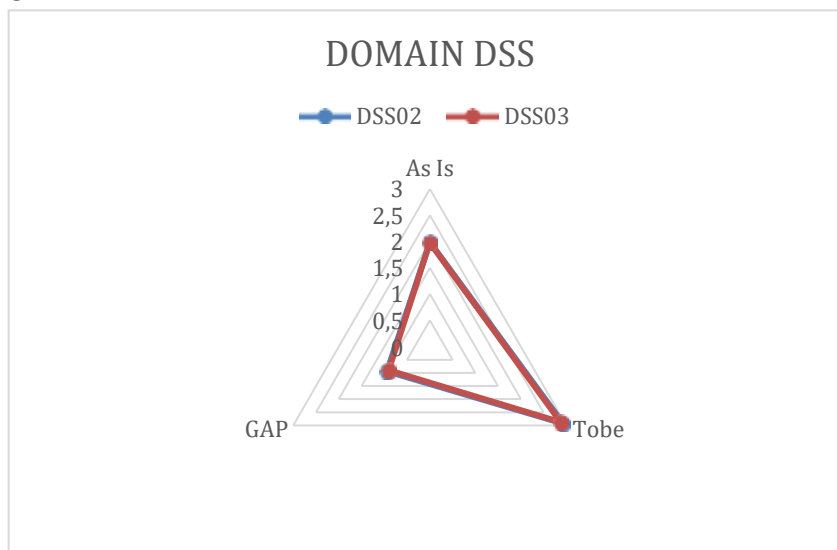 DOMAIN DSS
DSS02 DSS03
As Is
3
2,5
2
1,5
1
0,5
0
GAP Tobe